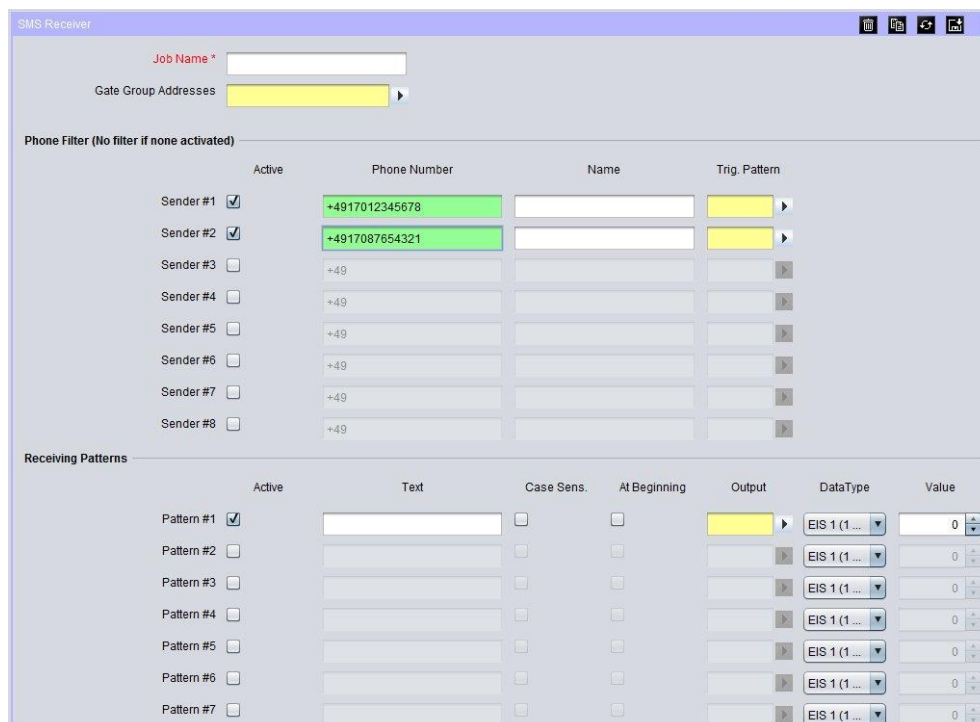 SMS Receiver
Job Name *
Gate Group Addresses
Phone Filter (No filter if none activated)
Active Phone Number Name Trig. Pattern
Sender #1 +4917012345678
Sender #2 +4917087654321
Sender #3 +49
Sender #4 +49
Sender #5 +49
Sender #6 +49
Sender #7 +49
Sender #8 +49
Receiving Patterns
Active Text Case Sens. At Beginning Output DataType Value
Pattern #1 EIS 1 (1 ... 0
Pattern #2 EIS 1 (1 ... 0
Pattern #3 EIS 1 (1 ... 0
Pattern #4 EIS 1 (1 ... 0
Pattern #5 EIS 1 (1 ... 0
Pattern #6 EIS 1 (1 ... 0
Pattern #7 EIS 1 (1 ... 0